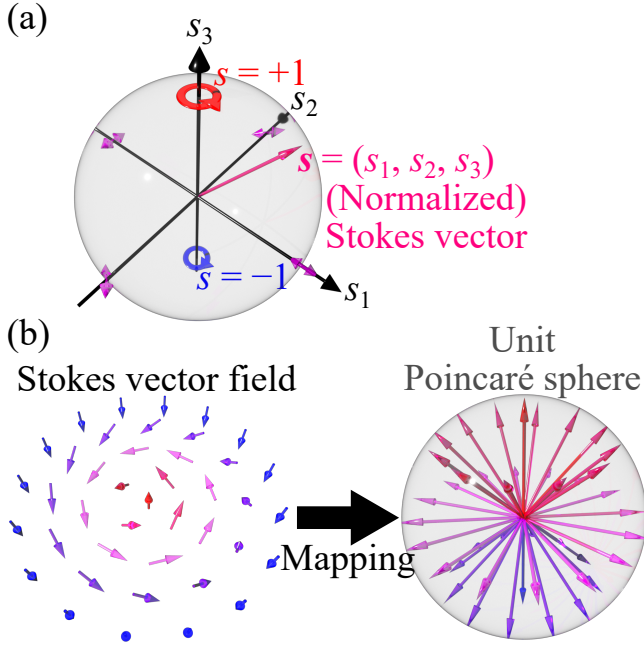 (a)
s₃
s = +1
s₂
s = (s₁, s₂, s₃)
(Normalized)
Stokes vector
s = −1
s₁
(b)
Stokes vector field
Unit
Poincaré sphere
Mapping